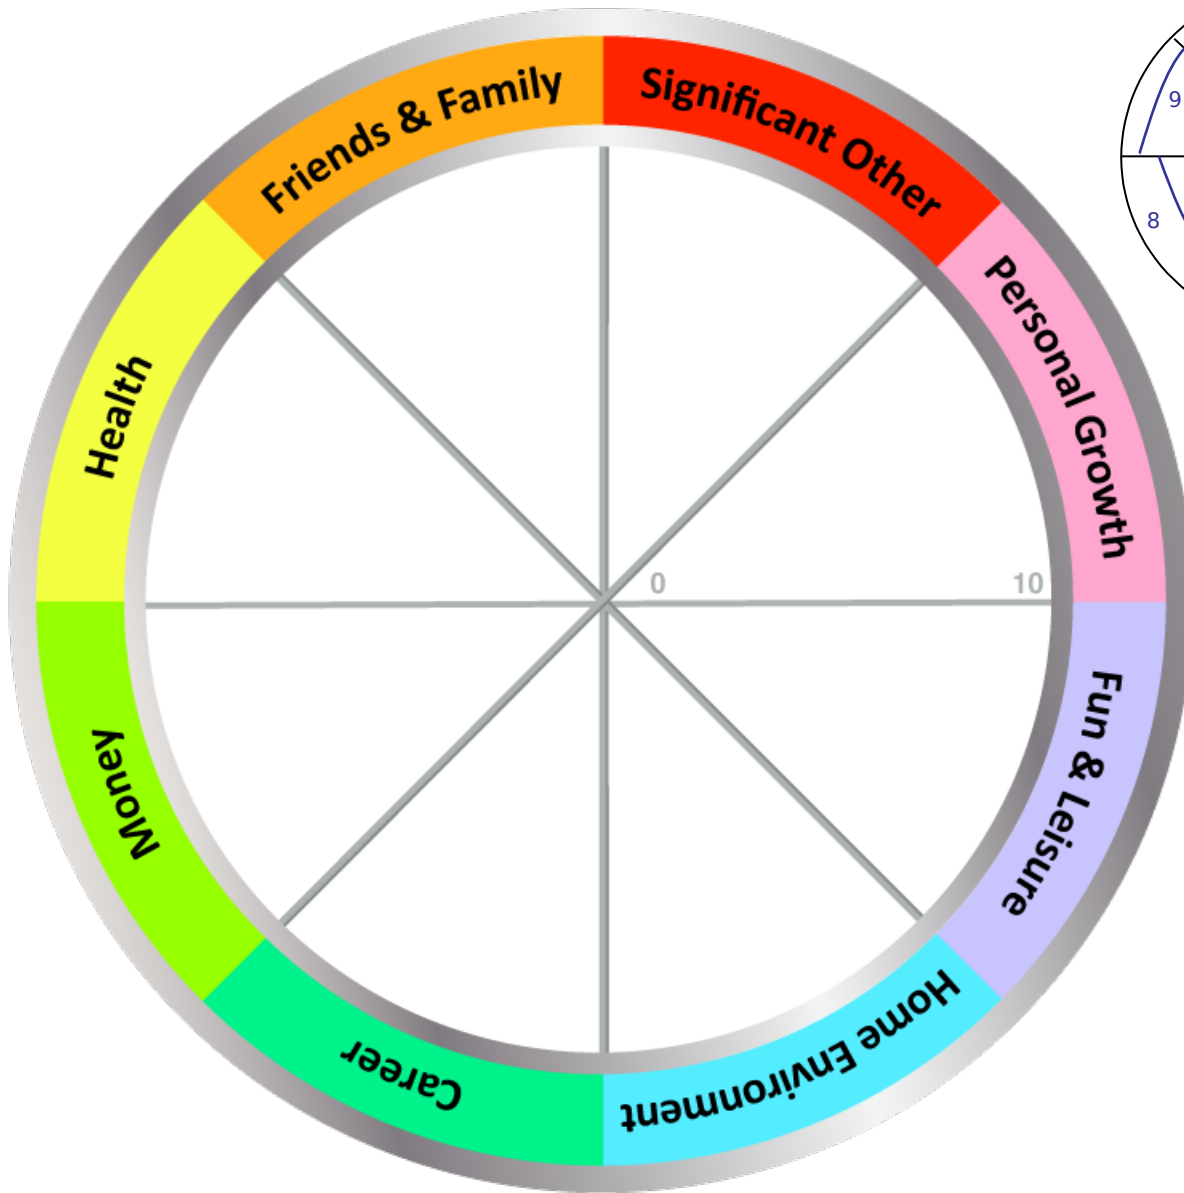 Friends & Family
Significant Other
Personal Growth
Fun & Leisure
Home Environment
Career
Money
Health
0
10
9
8